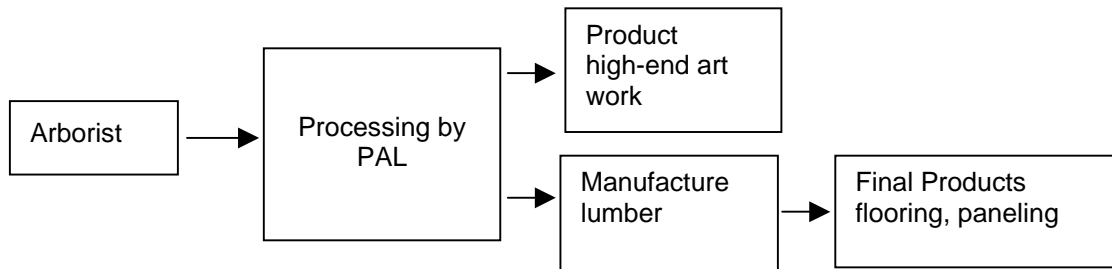 Arborist
Processing by
PAL
Product
high-end art
work
Manufacture
lumber
Final Products
flooring, paneling